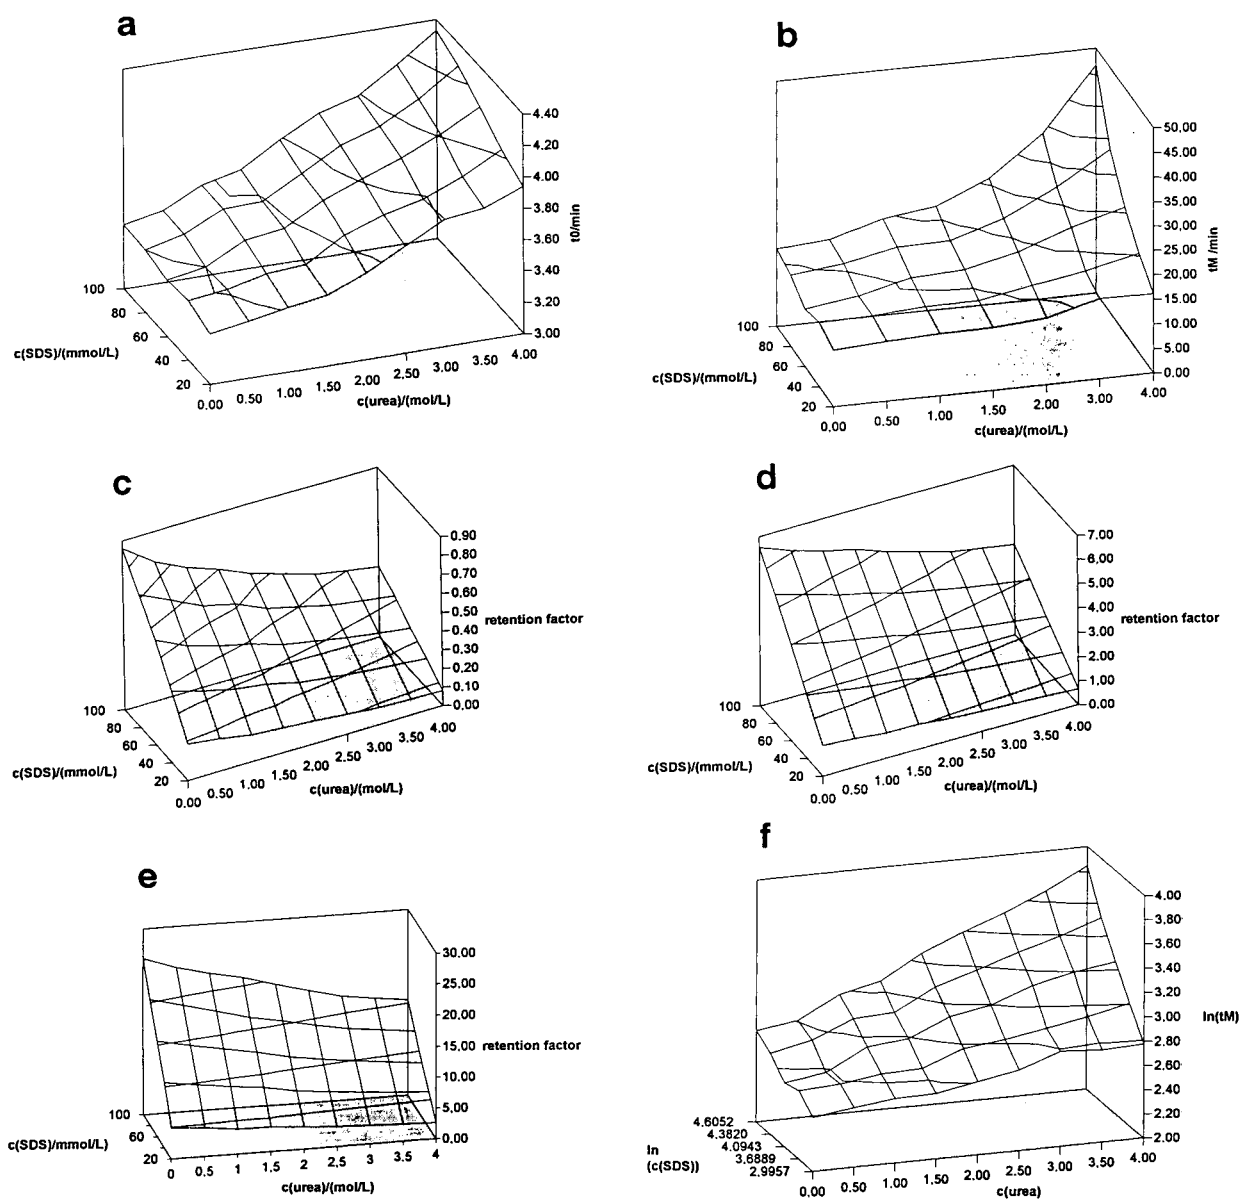 a
4.40
4.20
4.00
3.80
3.60
3.40
3.20
3.00
t0/min
100
80
60
40
20
c(SDS)/(mmol/L)
0.00 0.50 1.00 1.50 2.00 2.50 3.00 4.00
c(urea)/(mol/L)
b
50.00
45.00
40.00
35.00
30.00
25.00
20.00
15.00
10.00
5.00
0.00
tM /min
100
80
60
40
20
c(SDS)/(mmol/L)
0.00 0.50 1.00 1.50 2.00 3.00 4.00
c(urea)/(mol/L)
c
0.90
0.80
0.70
0.60
0.50
0.40
0.30
0.20
0.10
0.00
retention factor
100
80
60
40
20
c(SDS)/(mmol/L)
0.00 0.50 1.00 1.50 2.00 2.50 3.00 3.50 4.00
c(urea)/(mol/L)
d
7.00
6.00
5.00
4.00
3.00
2.00
1.00
0.00
retention factor
100
80
60
40
20
c(SDS)/(mmol/L)
0.00 0.50 1.00 1.50 2.00 2.50 3.00 3.50 4.00
c(urea)/(mol/L)
e
30.00
25.00
20.00
15.00
10.00
5.00
0.00
retention factor
100
60
20
c(SDS)/mmol/L)
0 0.5 1 1.5 2 2.5 3 3.5 4
c(urea)/(mol/L)
f
4.00
3.80
3.60
3.40
3.20
3.00
2.80
2.60
2.40
2.20
2.00
ln(tM)
4.6052
4.3820
4.0943
3.6889
2.9957
ln
(c(SDS))
0.00 0.50 1.00 1.50 2.00 2.50 3.00 4.00
c(urea)